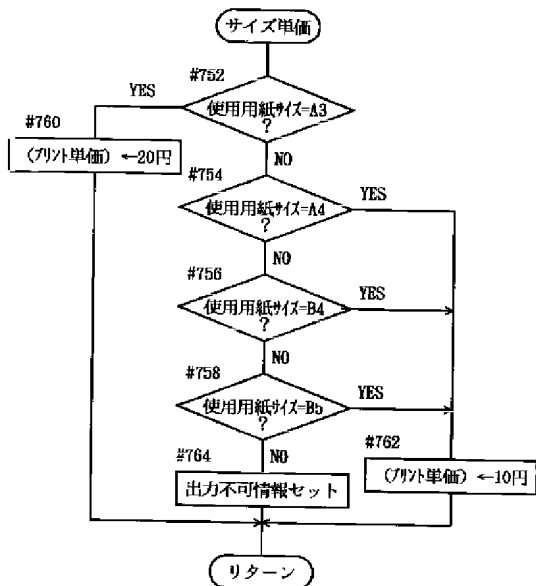 サイズ単価
#752
YES
使用用紙サイズ=A3
?
#760
(プリント単価) ←20円
NO
#754
YES
使用用紙サイズ=A4
?
NO
#756
YES
使用用紙サイズ=B4
?
NO
#758
YES
使用用紙サイズ=B5
?
#762
NO
#764
出力不可情報セット
(プリント単価) ←10円
リターン